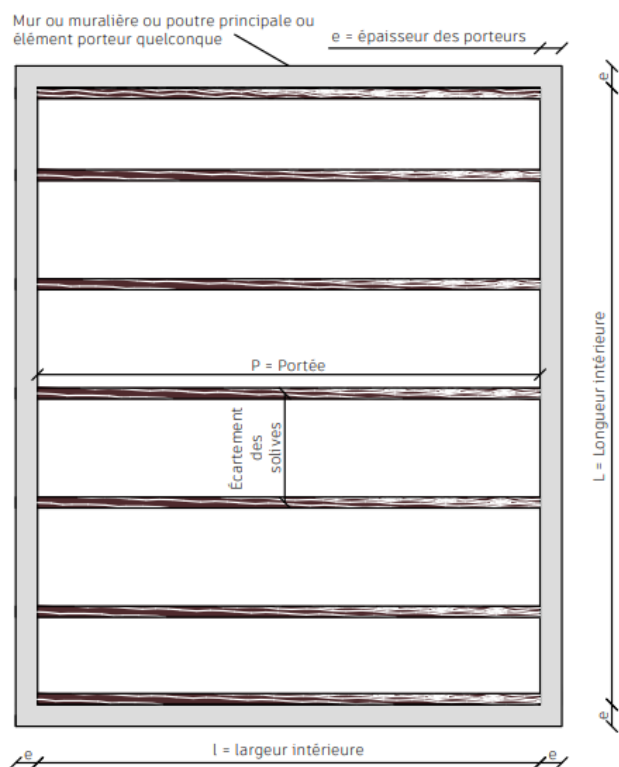 Mur ou muralière ou poutre principale ou
élément porteur quelconque
e = épaisseur des porteurs
e
P = Portée
Écartement
des
solives
L = Longueur intérieure
e
e
l = largeur intérieure
e